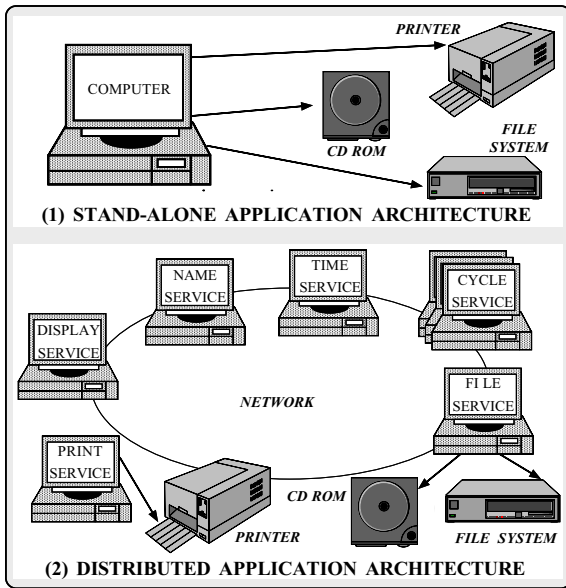 PRINTER
COMPUTER
CD ROM
FILE
SYSTEM
(1) STAND-ALONE APPLICATION ARCHITECTURE
NAME
SERVICE
TIME
SERVICE
CYCLE
SERVICE
DISPLAY
SERVICE
NETWORK
FI LE
SERVICE
PRINT
SERVICE
CD ROM
PRINTER
FILE SYSTEM
(2) DISTRIBUTED APPLICATION ARCHITECTURE